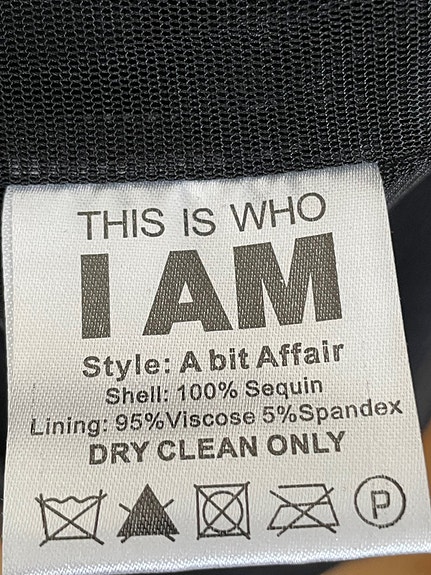 THIS IS WHO
I AM
Style: A bit Affair
Shell: 100% Sequin
Lining: 95%Viscose 5%Spandex
DRY CLEAN ONLY
P